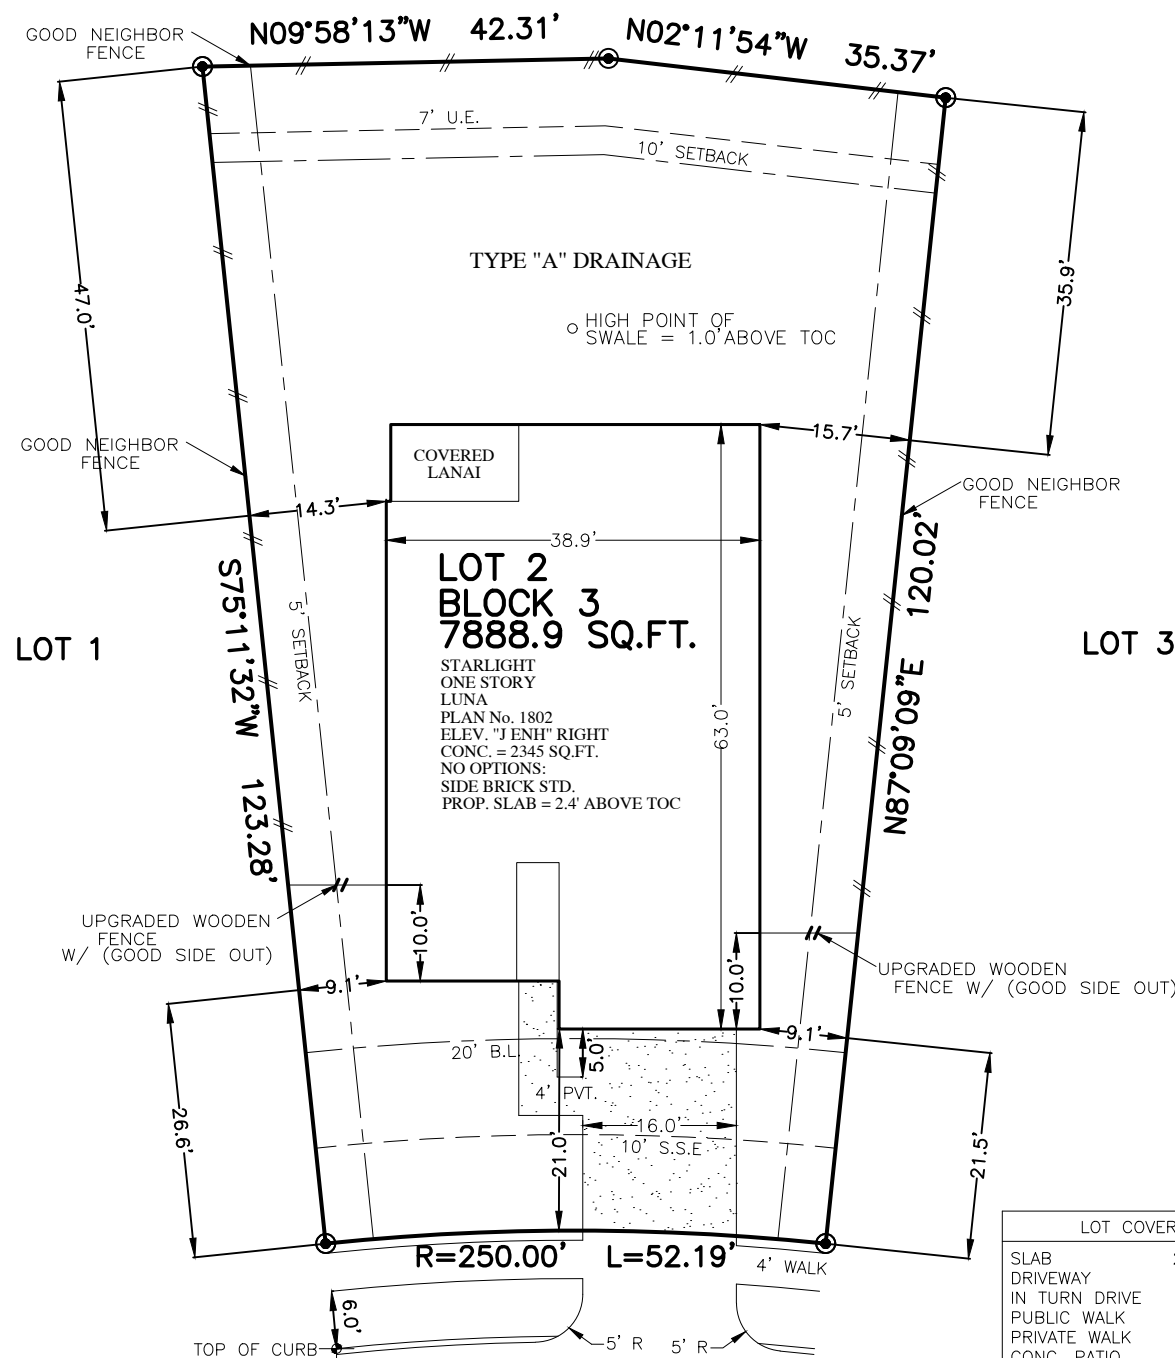 GOOD NEIGHBOR
FENCE
N09°58'13"W 42.31'
N02°11'54"W 35.37'
7' U.E.
10' SETBACK
TYPE "A" DRAINAGE
47.0'
35.9'
HIGH POINT OF
SWALE = 1.0' ABOVE TOC
GOOD NEIGHBOR
FENCE
COVERED
LANAI
15.7'
GOOD NEIGHBOR
FENCE
14.3'
38.9'
LOT 2
BLOCK 3
7888.9 SQ.FT.
STARLIGHT
ONE STORY
LUNA
PLAN No. 1802
ELEV. "J ENH" RIGHT
CONC. = 2345 SQ.FT.
NO OPTIONS:
SIDE BRICK STD.
PROP. SLAB = 2.4' ABOVE TOC
LOT 1
LOT 3
S75°11'32"W 123.28'
5' SETBACK
63.0'
5' SETBACK
N87°09'09"E 120.02'
UPGRADED WOODEN
FENCE
W/ (GOOD SIDE OUT)
10.0'
10.0'
UPGRADED WOODEN
FENCE W/ (GOOD SIDE OUT)
9.1'
9.1'
20' B.L.
5.0'
4' PVT.
26.6'
21.0'
16.0'
10' S.S.E
21.5'
R=250.00' L=52.19'
4' WALK
6.0'
TOP OF CURB
5' R
5' R
LOT COVER
SLAB
DRIVEWAY
IN TURN DRIVE
PUBLIC WALK
PRIVATE WALK
CONC. PATIO